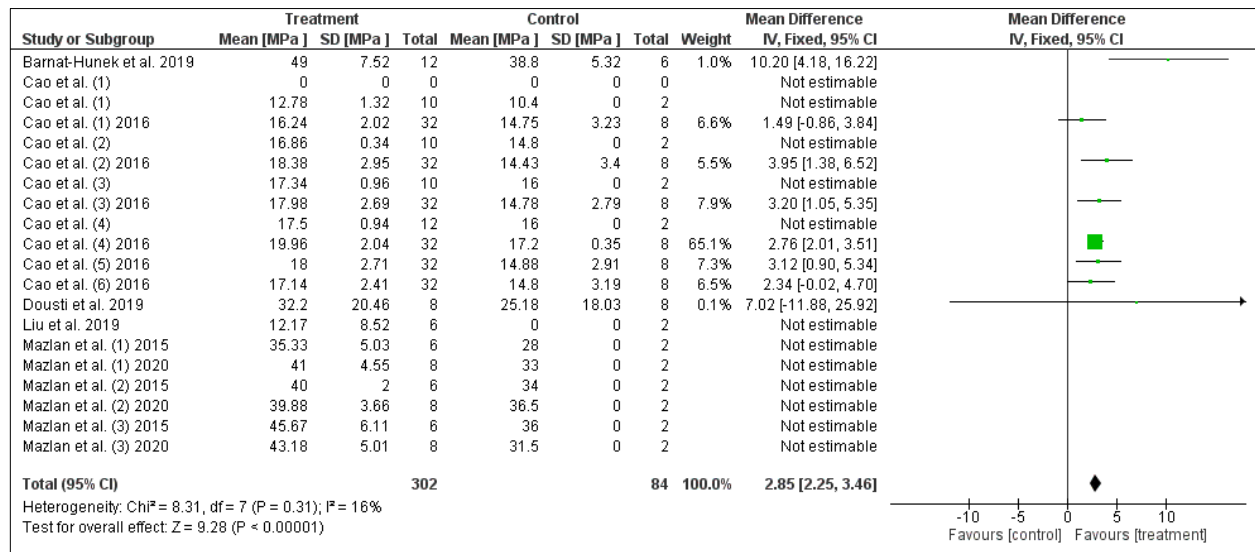 Treatment Control Mean Difference Mean Difference
Study or Subgroup Mean [MPa] SD [MPa] Total Mean [MPa] SD [MPa] Total Weight IV, Fixed, 95% CI IV, Fixed, 95% CI
Barnat-Hunek et al. 2019 49 7.52 12 38.8 5.32 6 1.0% 10.20 [4.18, 16.22]
Cao et al. (1) 0 0 0 0 0 0 Not estimable
Cao et al. (1) 12.78 1.32 10 10.4 0 2 Not estimable
Cao et al. (1) 2016 16.24 2.02 32 14.75 3.23 8 6.6% 1.49 [-0.86, 3.84]
Cao et al. (2) 16.86 0.34 10 14.8 0 2 Not estimable
Cao et al. (2) 2016 18.38 2.95 32 14.43 3.4 8 5.5% 3.95 [1.38, 6.52]
Cao et al. (3) 17.34 0.96 10 16 0 2 Not estimable
Cao et al. (3) 2016 17.98 2.69 32 14.78 2.79 8 7.9% 3.20 [1.05, 5.35]
Cao et al. (4) 17.5 0.94 12 16 0 2 Not estimable
Cao et al. (4) 2016 19.96 2.04 32 17.2 0.35 8 65.1% 2.76 [2.01, 3.51]
Cao et al. (5) 2016 18 2.71 32 14.88 2.91 8 7.3% 3.12 [0.90, 5.34]
Cao et al. (6) 2016 17.14 2.41 32 14.8 3.19 8 6.5% 2.34 [-0.02, 4.70]
Dousti et al. 2019 32.2 20.46 8 25.18 18.03 8 0.1% 7.02 [-11.88, 25.92]
Liu et al. 2019 12.17 8.52 6 0 0 2 Not estimable
Mazlan et al. (1) 2015 35.33 5.03 6 28 0 2 Not estimable
Mazlan et al. (1) 2020 41 4.55 8 33 0 2 Not estimable
Mazlan et al. (2) 2015 40 2 6 34 0 2 Not estimable
Mazlan et al. (2) 2020 39.88 3.66 8 36.5 0 2 Not estimable
Mazlan et al. (3) 2015 45.67 6.11 6 36 0 2 Not estimable
Mazlan et al. (3) 2020 43.18 5.01 8 31.5 0 2 Not estimable
Total (95% CI) 302 84 100.0% 2.85 [2.25, 3.46]
Heterogeneity: Chi² = 8.31, df = 7 (P = 0.31); I² = 16%
Test for overall effect: Z = 9.28 (P < 0.00001)
-10 -5 0 5 10
Favours [control] Favours [treatment]